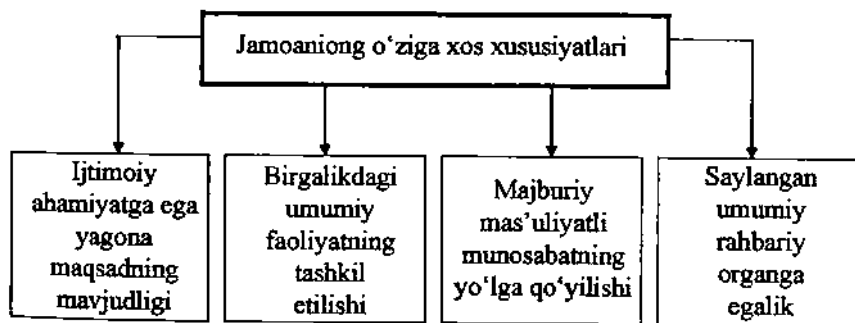 Jamoaniong o‘ziga xos xususiyatlari
Ijtimoiy
ahamiyatga ega
yagona
maqsadning
mavjudligi
Birgalikdagi
umumiy
faoliyatning
tashkil
etilishi
Majburiy
mas’uliyatli
munosabatning
yo‘lga qo‘yilishi
Saylangan
umumiy
rahbariy
organga
egalik